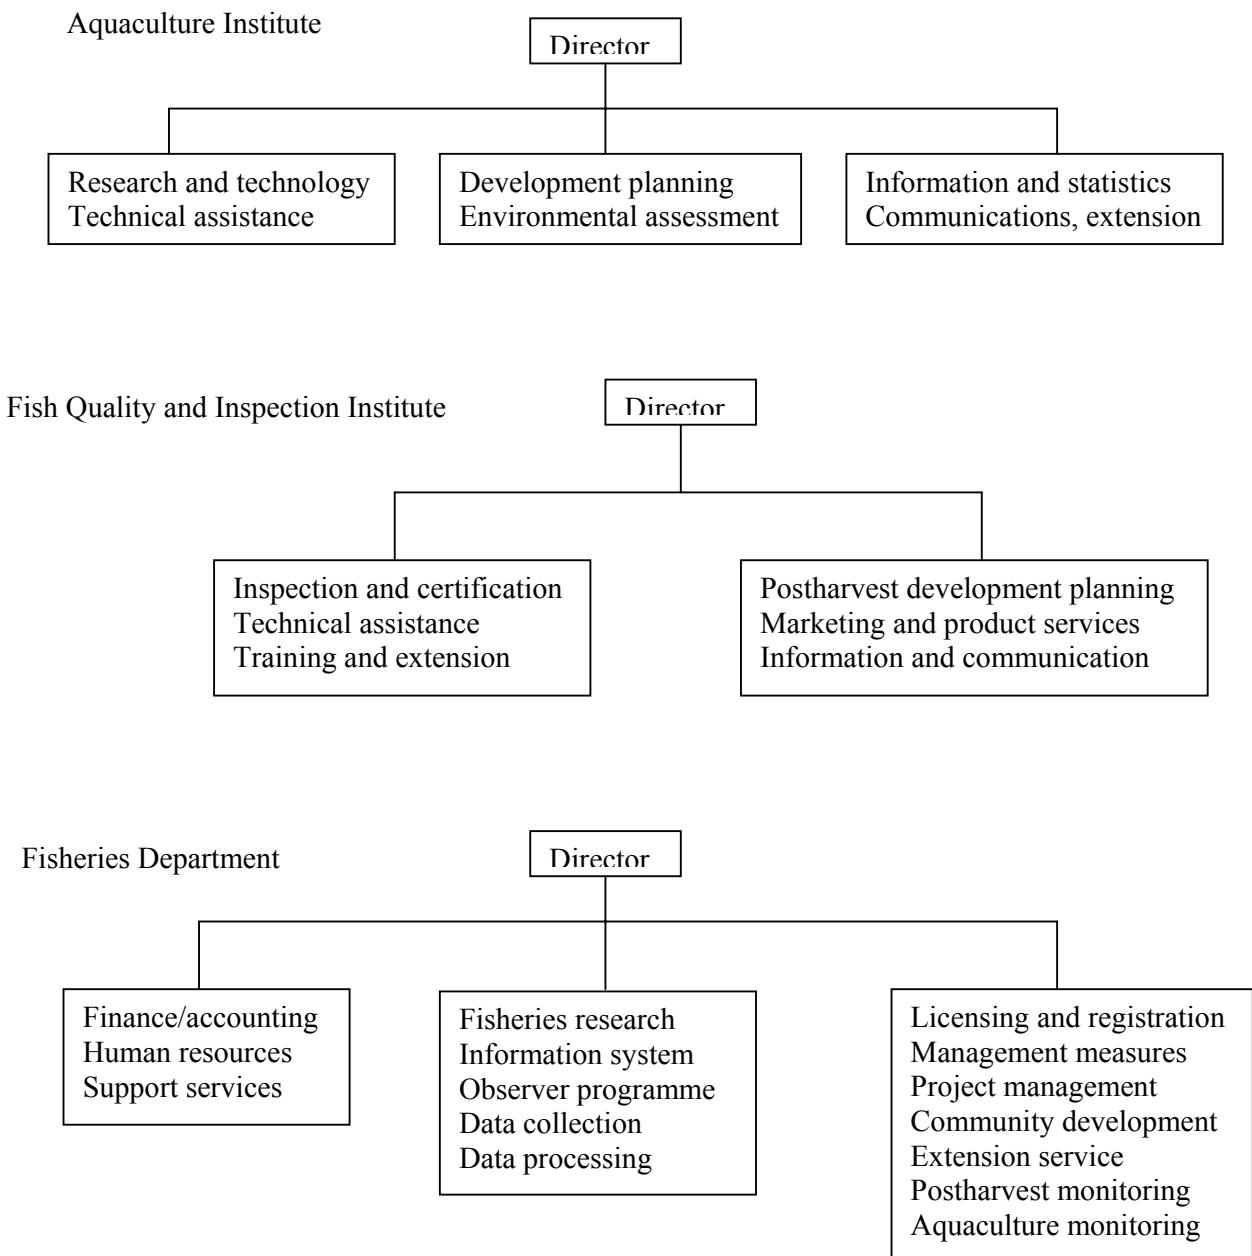 Aquaculture Institute
Director
Research and technology
Technical assistance
Development planning
Environmental assessment
Information and statistics
Communications, extension
Fish Quality and Inspection Institute
Director
Inspection and certification
Technical assistance
Training and extension
Postharvest development planning
Marketing and product services
Information and communication
Fisheries Department
Director
Finance/accounting
Human resources
Support services
Fisheries research
Information system
Observer programme
Data collection
Data processing
Licensing and registration
Management measures
Project management
Community development
Extension service
Postharvest monitoring
Aquaculture monitoring